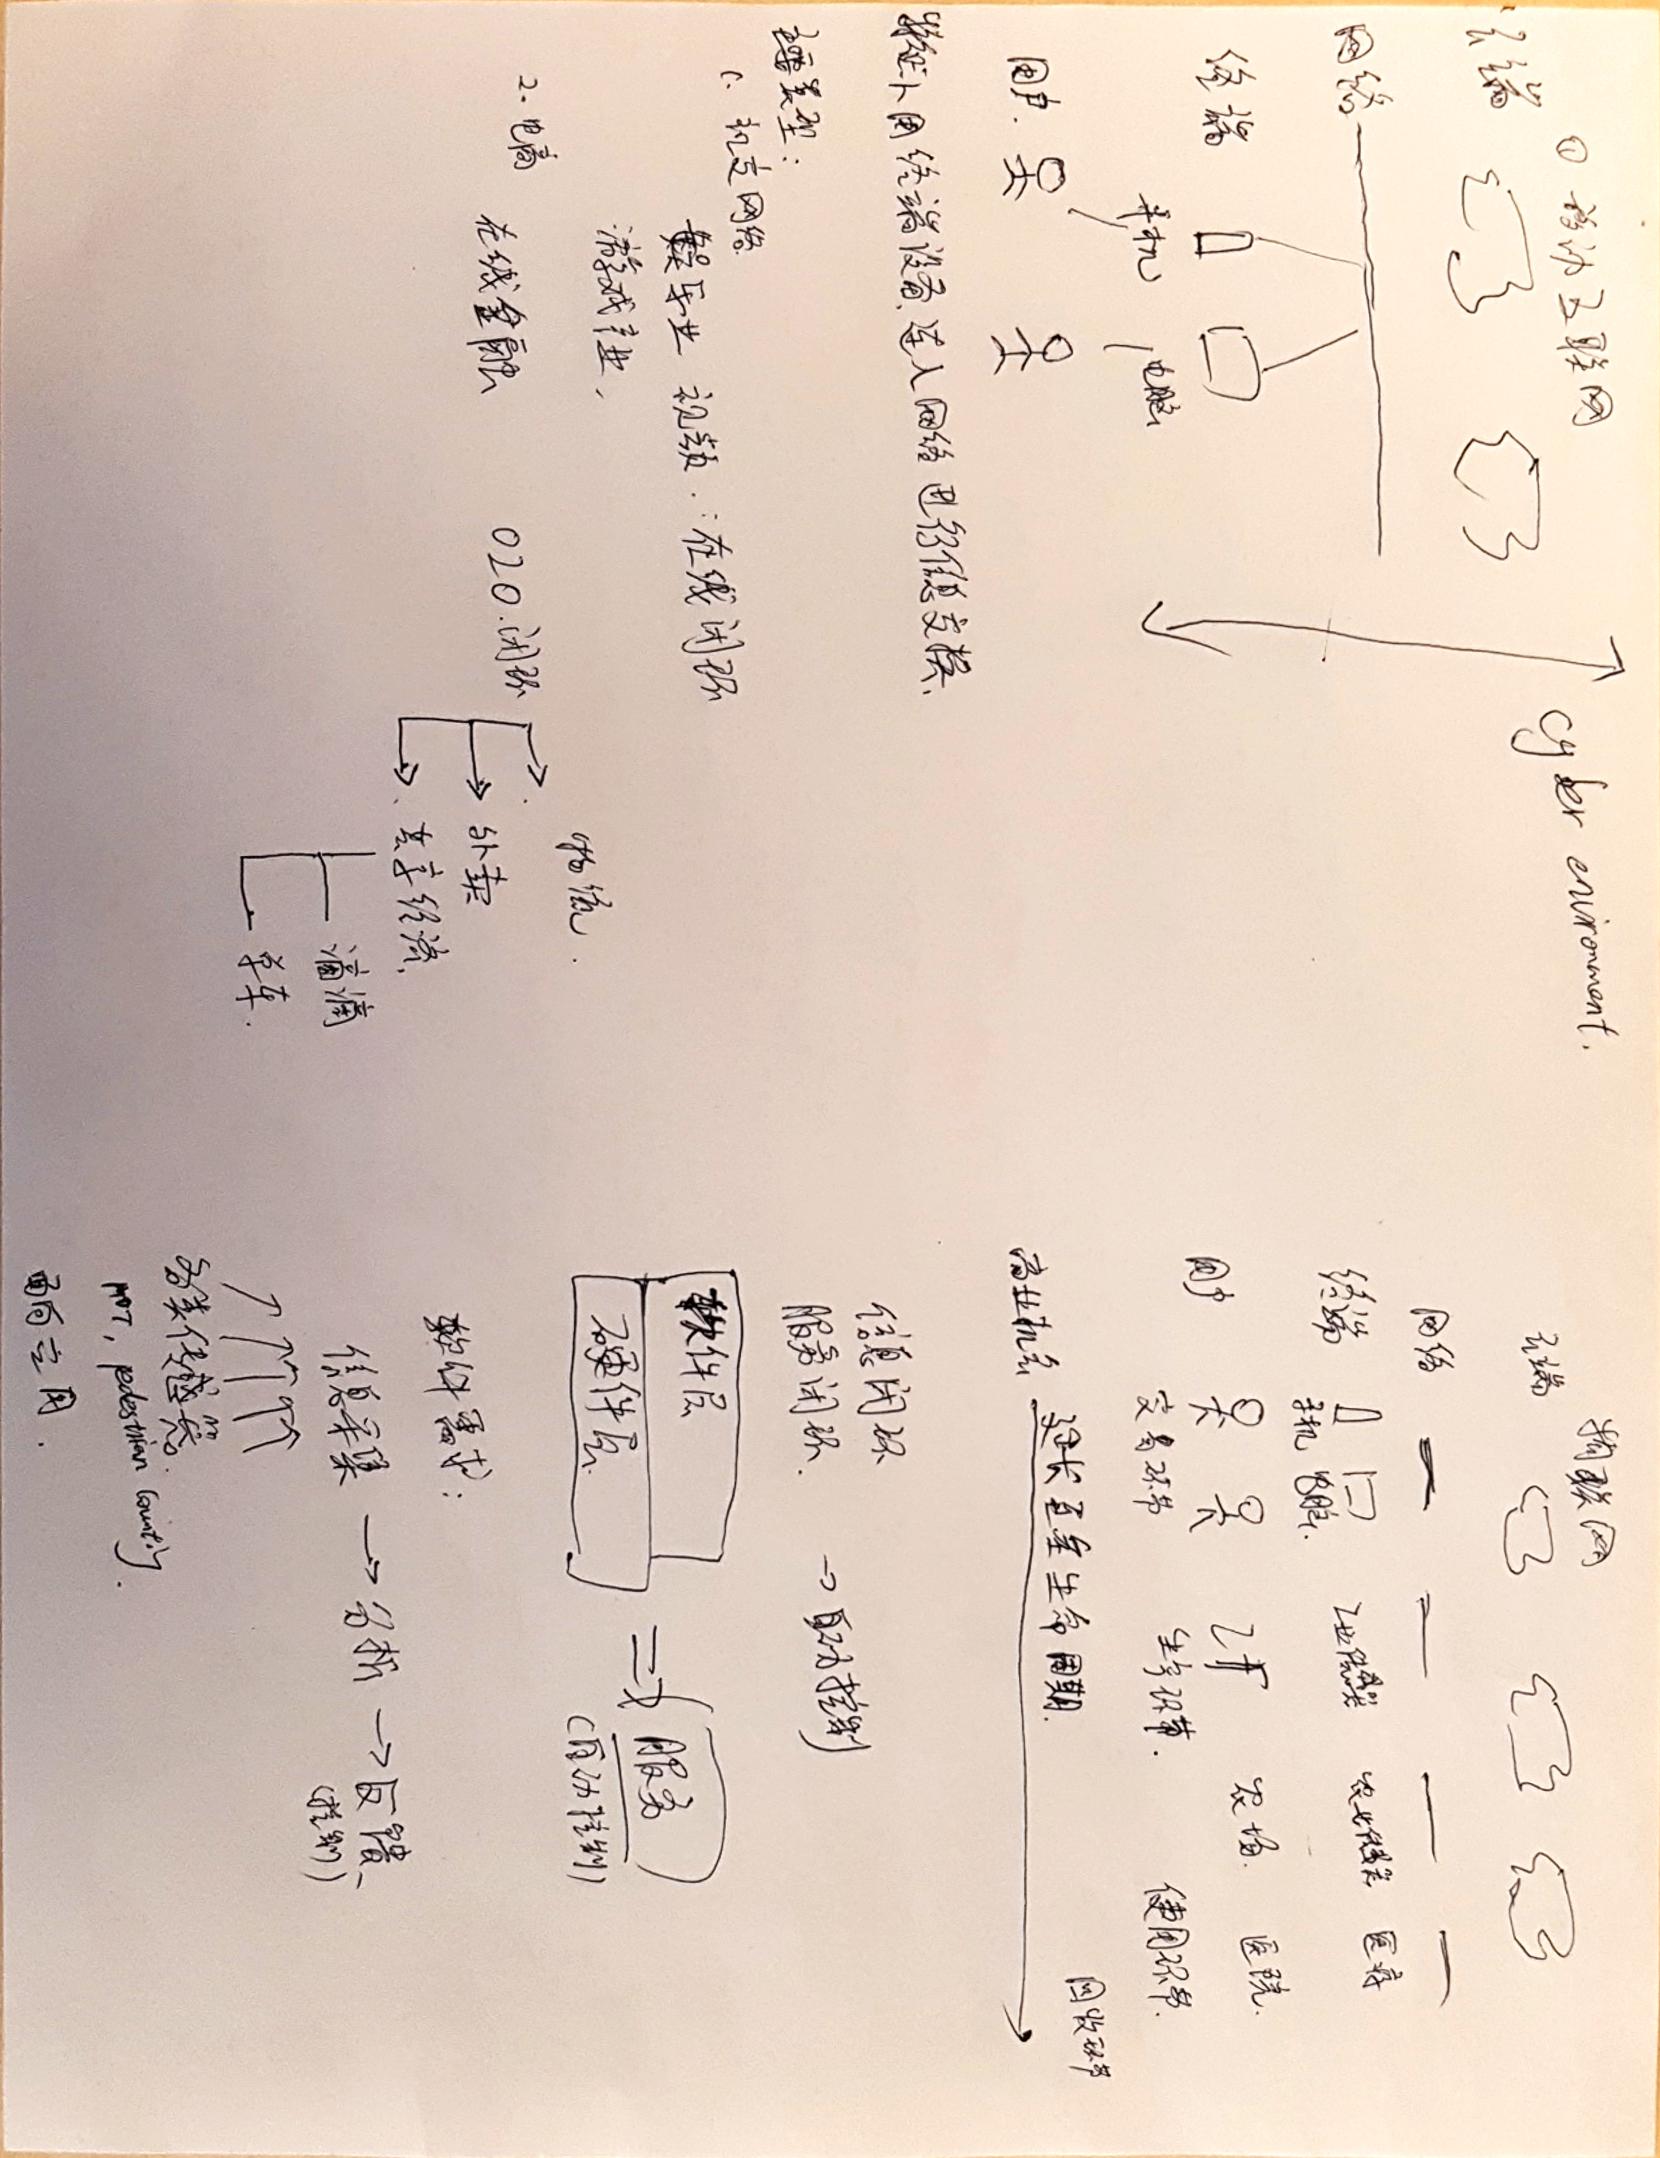 ① 移动互联网
cyber environment.
云端
网络
终端
手机 电脑
用户.
特征:人用终端设备、连入网络进行信息交换、
主要类型:
1. 社交网络
娱乐业 视频.:在线闭环
游戏产业,
2. 电商 在线金融 O2O.闭环
物流.
外卖
共享经济、
滴滴
单车.
物联网
云端
网络
终端 手机 电脑. 工业传感器 农业传感器 医疗
用户 工厂 农场. 医院.
交易环节 生产环节. 使用环节.
回收环节
商业机会 延长至全生命周期.
信息闭环
服务闭环. → 自动控制
软件层
硬件层.
⇒ 服务
(自动控制)
软件需求:
信息采集 → 分析 → 反馈、
(控制)
各类传感器.
MOT, pedestrian county.
面向应用.